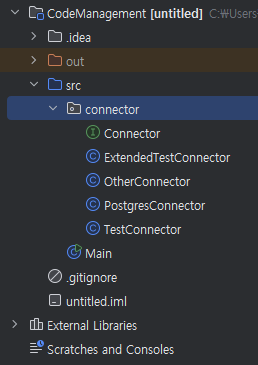 CodeManagement [untitled] C:\Users
.idea
out
src
connector
Connector
ExtendedTestConnector
OtherConnector
PostgresConnector
TestConnector
Main
.gitignore
untitled.iml
External Libraries
Scratches and Consoles